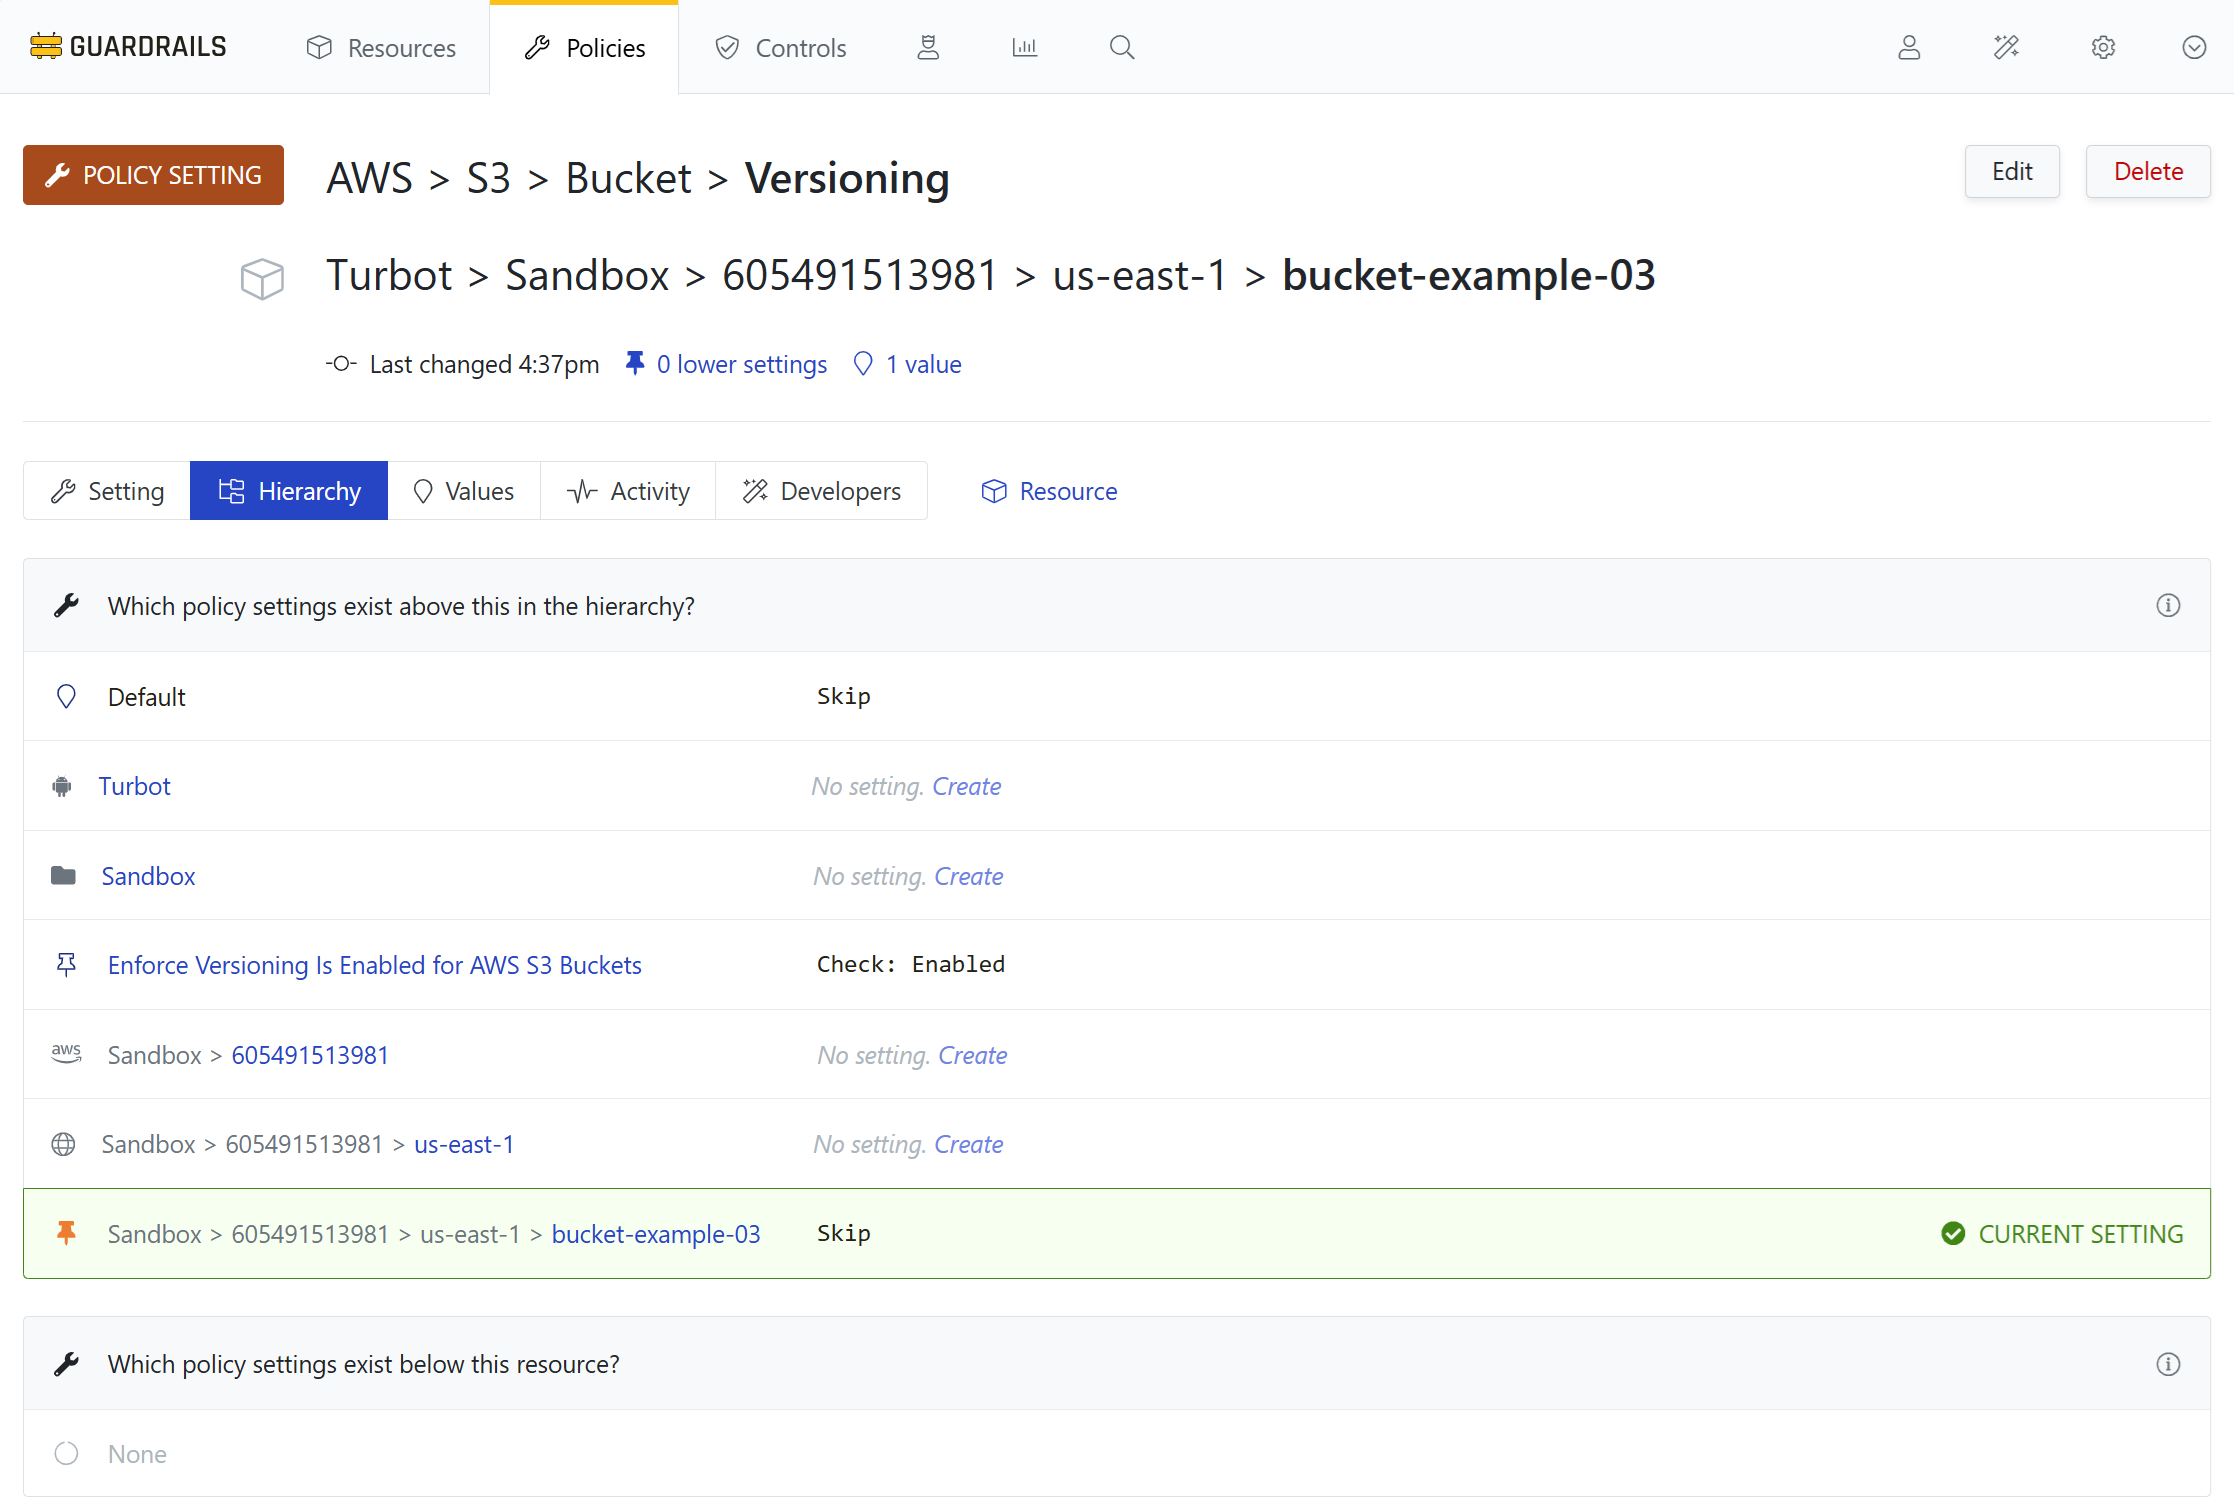 GUARDRAILS Resources Policies Controls
POLICY SETTING AWS > S3 > Bucket > Versioning Edit Delete
Turbot > Sandbox > 605491513981 > us-east-1 > bucket-example-03
Last changed 4:37pm 0 lower settings 1 value
Setting Hierarchy Values Activity Developers Resource
Which policy settings exist above this in the hierarchy?
Default Skip
Turbot No setting. Create
Sandbox No setting. Create
Enforce Versioning Is Enabled for AWS S3 Buckets Check: Enabled
aws Sandbox > 605491513981 No setting. Create
Sandbox > 605491513981 > us-east-1 No setting. Create
Sandbox > 605491513981 > us-east-1 > bucket-example-03 Skip CURRENT SETTING
Which policy settings exist below this resource?
None